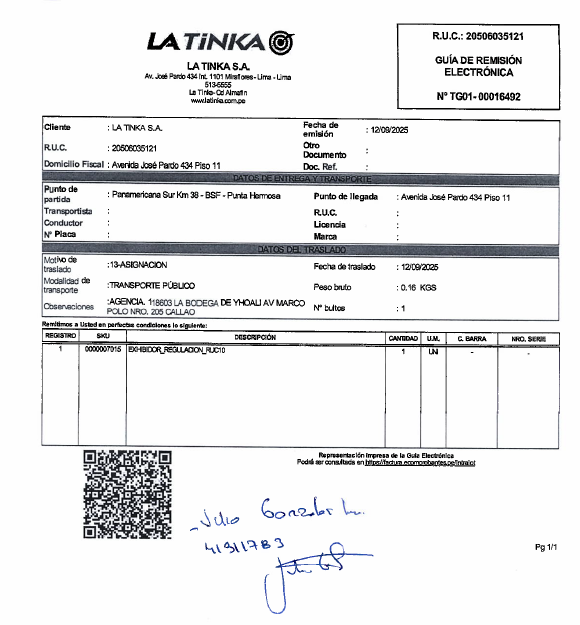 LA TINKA
LA TINKA S.A.
Av. José Pardo 434 Int. 1101 Miraflores - Lima - Lima
513-5555
La Tinka- Cd Almafin
www.latinka.com.pe
R.U.C.: 20506035121
GUÍA DE REMISIÓN
ELECTRÓNICA
N° TG01- 00016492
Cliente : LA TINKA S.A.
Fecha de emisión : 12/09/2025
R.U.C. : 20506035121
Otro Documento :
Domicilio Fiscal : Avenida José Pardo 434 Piso 11
Doc. Ref. :
DATOS DE ENTREGA Y TRANSPORTE
Punto de partida : Panamericana Sur Km 38 - BSF - Punta Hermosa
Punto de llegada : Avenida José Pardo 434 Piso 11
Transportista :
R.U.C. :
Conductor :
Licencia :
N° Placa :
Marca :
DATOS DEL TRASLADO
Motivo de traslado :13-ASIGNACION
Fecha de traslado : 12/09/2025
Modalidad de transporte :TRANSPORTE PÚBLICO
Peso bruto : 0.16 KGS
Observaciones :AGENCIA. 118603 LA BODEGA DE YHOALI AV MARCO
POLO NRO. 205 CALLAO
N° bultos : 1
Remitimos a Usted en perfectas condiciones lo siguiente:
REGISTRO SKU DESCRIPCIÓN CANTIDAD U.M. C. BARRA NRO. SERIE
1 0000007015 EXHIBIDOR_REGULACION_RUC10 1 UNI - -
Representación Impresa de la Guía Electrónica
Podrá ser consultada en https://factura.ecomprobantes.pe/intralot
Julio Gonzales
41911783
Pg 1/1